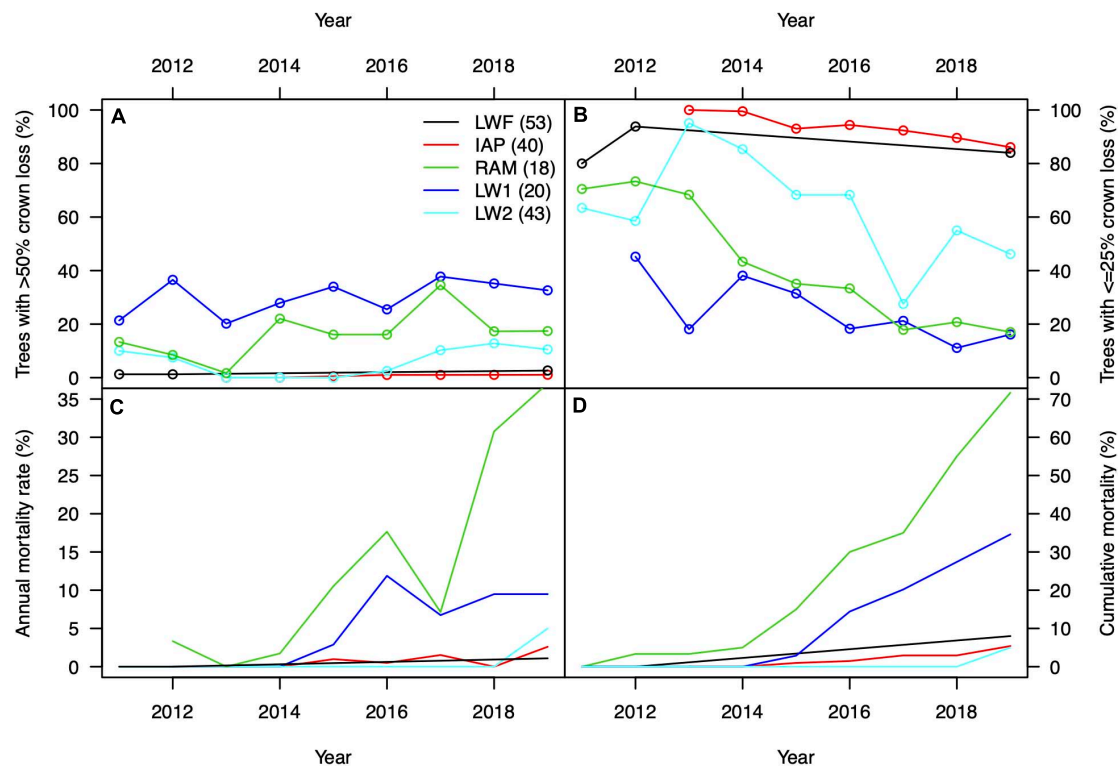 Year
Year
2012 2014 2016 2018
2012 2014 2016 2018
A
B
Trees with >50% crown loss (%)
100
80
60
40
20
0
LWF (53)
IAP (40)
RAM (18)
LW1 (20)
LW2 (43)
100
80
60
40
20
0
Trees with <=25% crown loss (%)
C
D
Annual mortality rate (%)
35
30
25
20
15
10
5
0
70
60
50
40
30
20
10
0
Cumulative mortality (%)
2012 2014 2016 2018
2012 2014 2016 2018
Year
Year